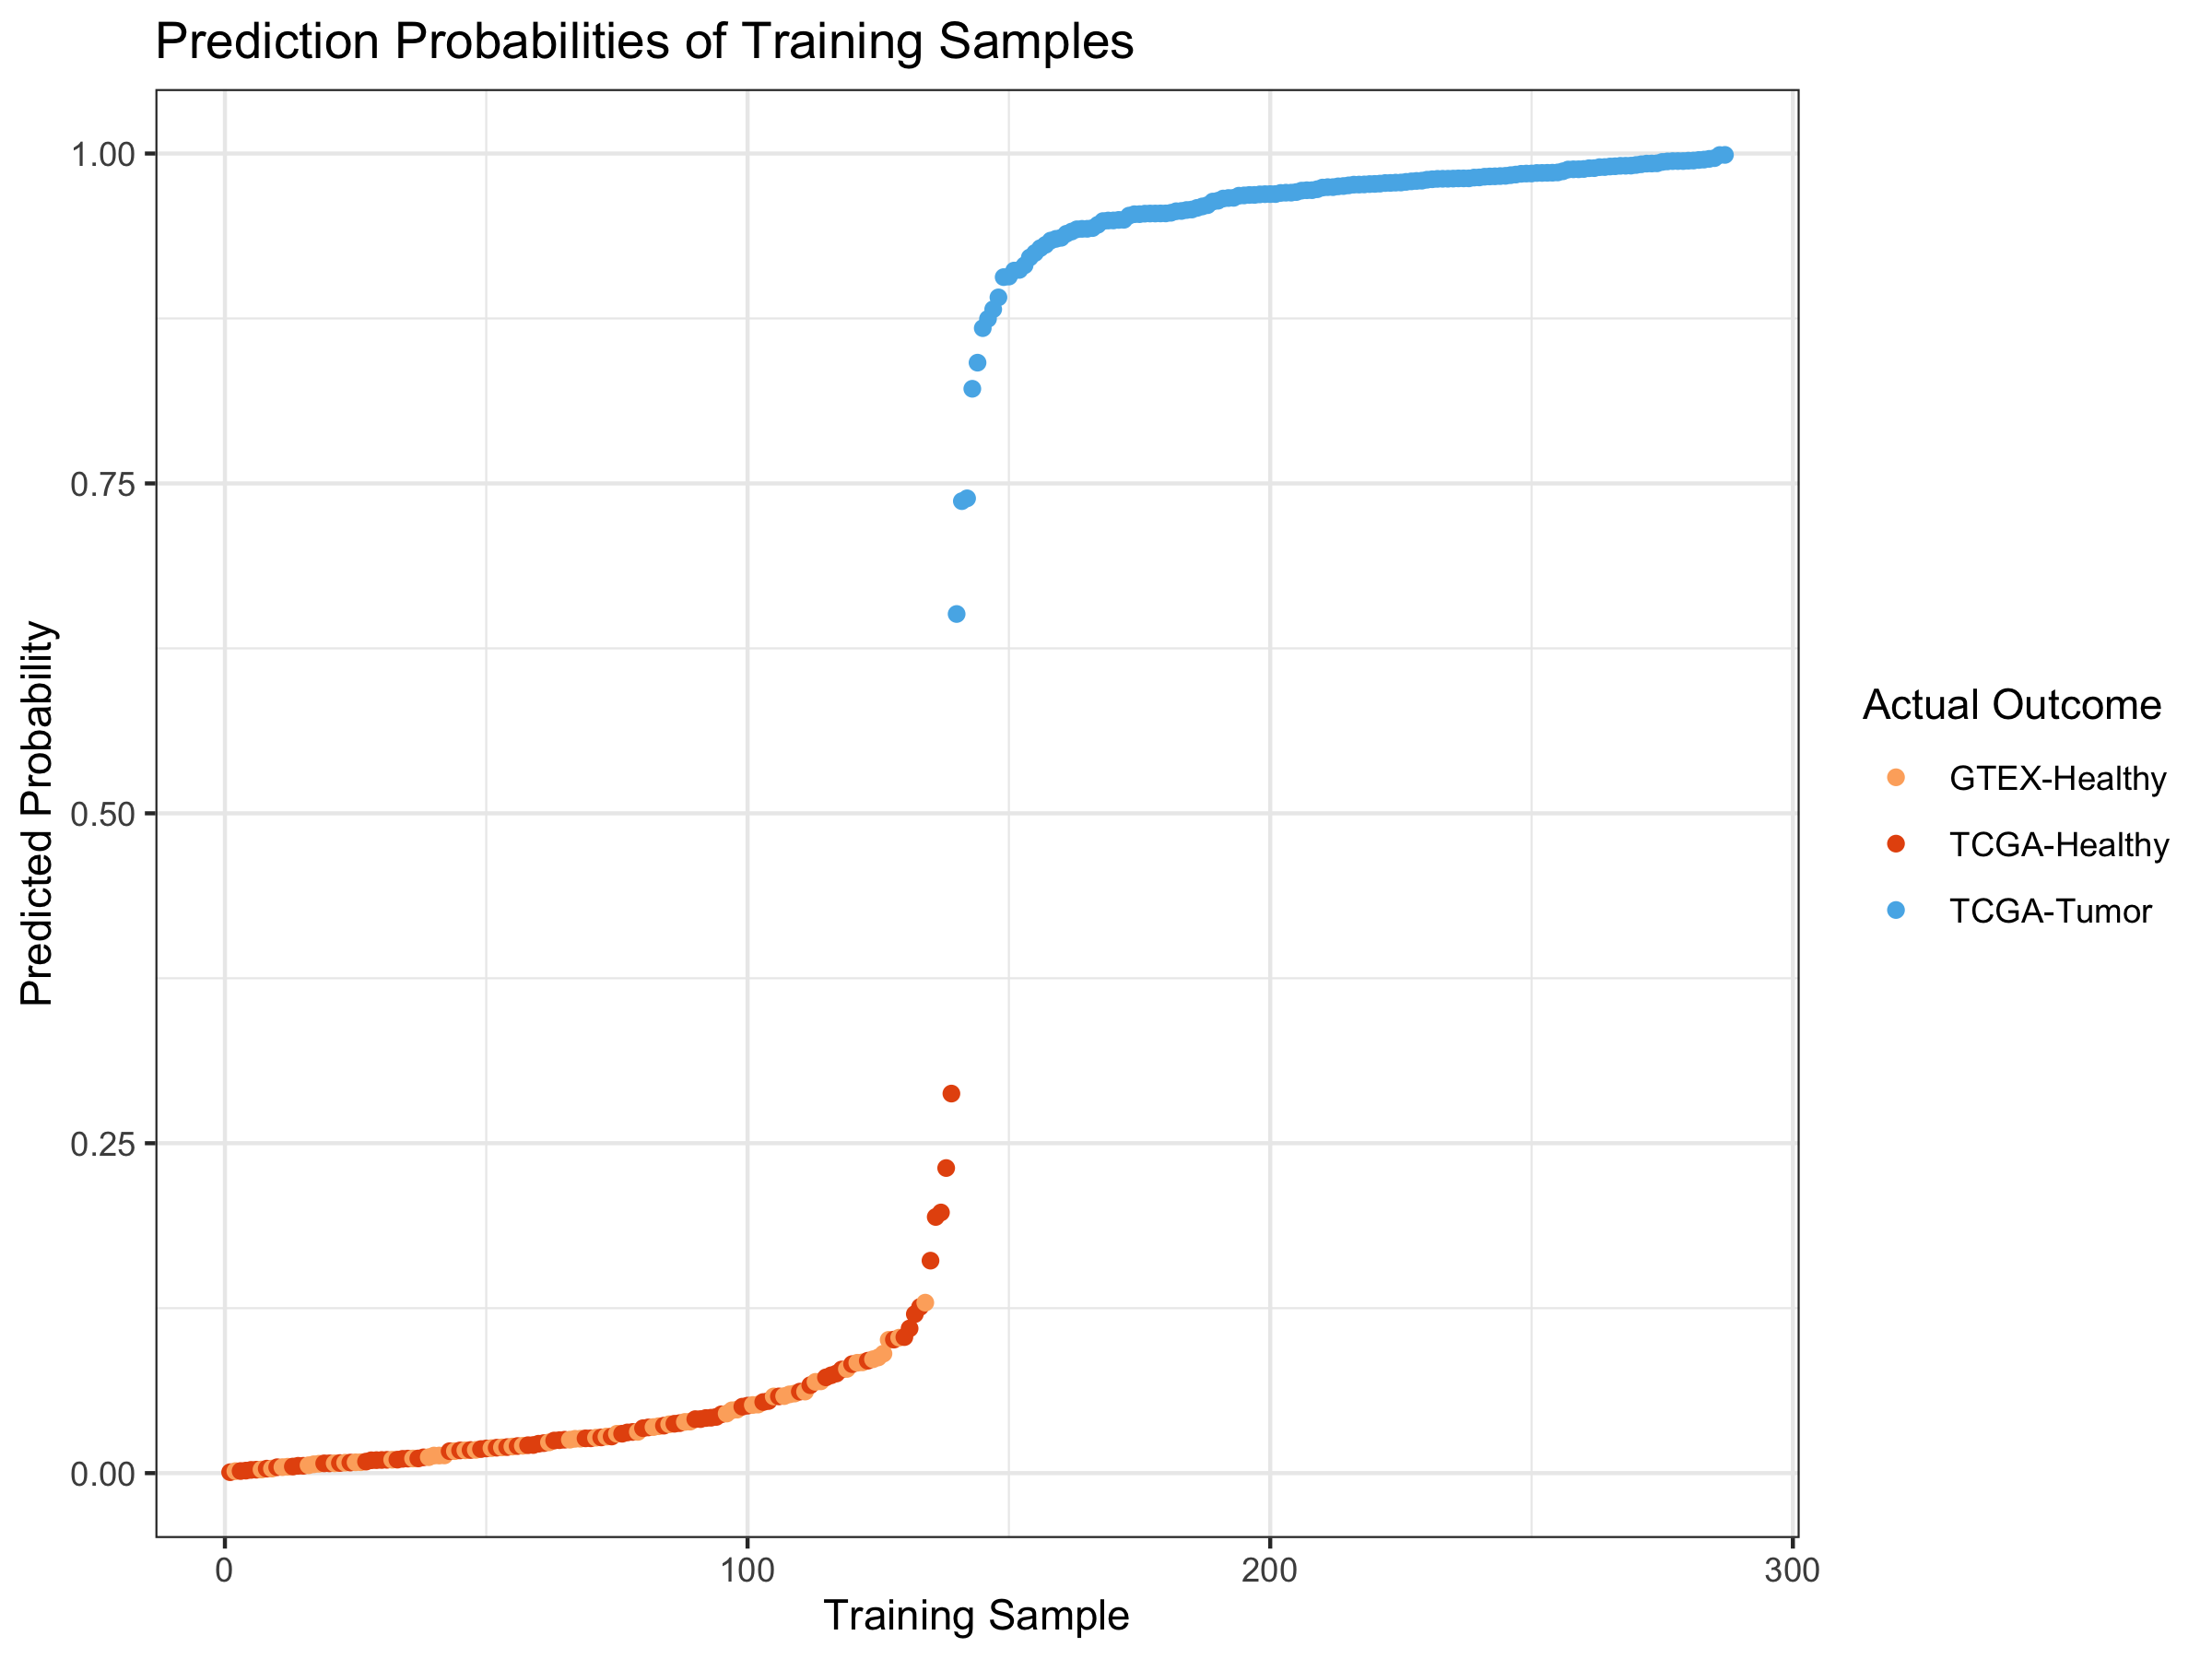 Prediction Probabilities of Training Samples
1.00
0.75
0.50
0.25
0.00
Predicted Probability
0 100 200 300
Training Sample
Actual Outcome
GTEX-Healthy
TCGA-Healthy
TCGA-Tumor